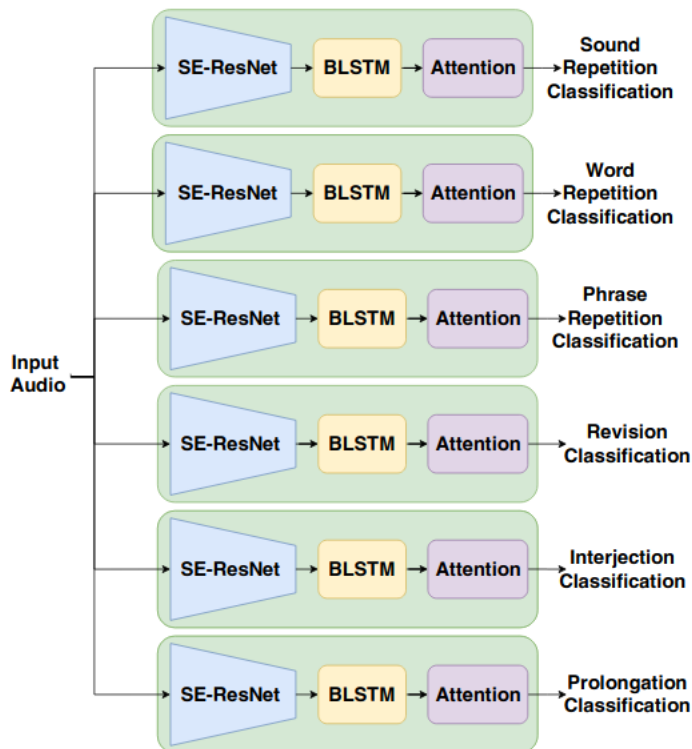 SE-ResNet BLSTM Attention
Sound
Repetition
Classification
SE-ResNet BLSTM Attention
Word
Repetition
Classification
SE-ResNet BLSTM Attention
Phrase
Repetition
Classification
Input
Audio
SE-ResNet BLSTM Attention
Revision
Classification
SE-ResNet BLSTM Attention
Interjection
Classification
SE-ResNet BLSTM Attention
Prolongation
Classification